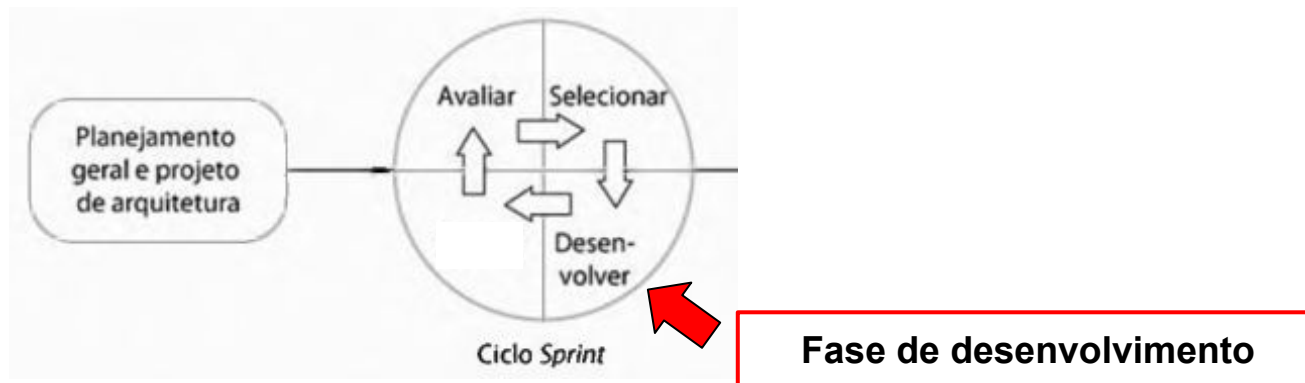 Planejamento
geral e projeto
de arquitetura
Avaliar
Selecionar
Desen-
volver
Ciclo Sprint
Fase de desenvolvimento